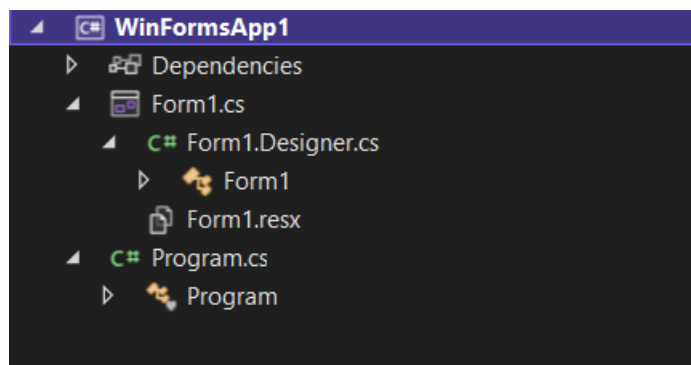 C# WinFormsApp1
Dependencies
Form1.cs
C# Form1.Designer.cs
Form1
Form1.resx
C# Program.cs
Program